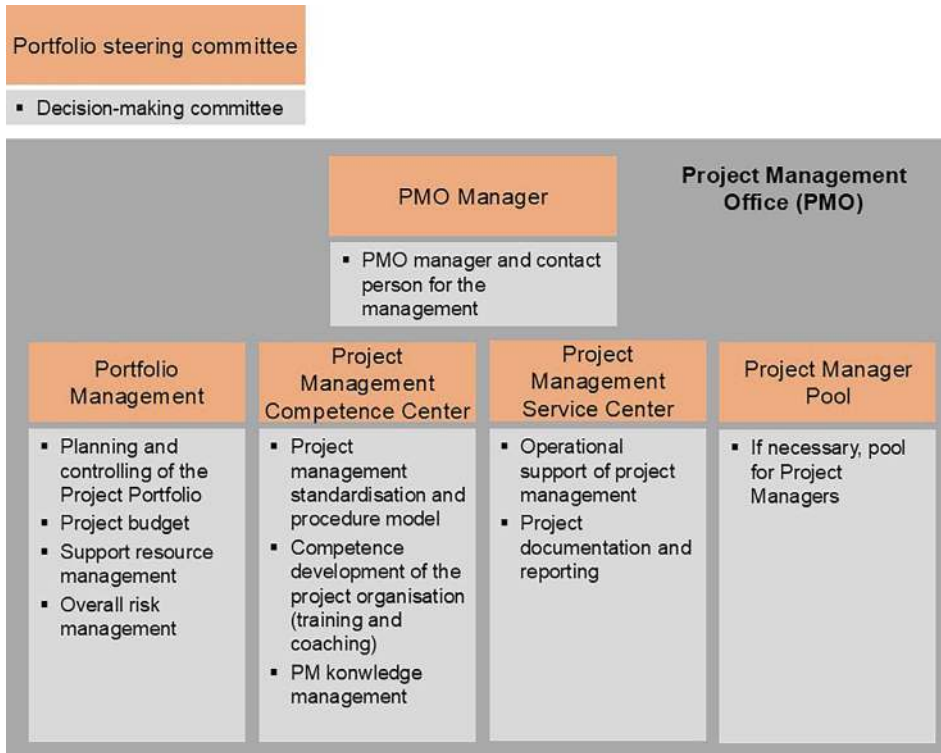 Portfolio steering committee
▪ Decision-making committee
Project Management
Office (PMO)
PMO Manager
▪ PMO manager and contact
person for the
management
Portfolio
Management
▪ Planning and
controlling of the
Project Portfolio
▪ Project budget
▪ Support resource
management
▪ Overall risk
management
Project
Management
Competence Center
▪ Project
management
standardisation and
procedure model
▪ Competence
development of the
project organisation
(training and
coaching)
▪ PM konwledge
management
Project
Management
Service Center
▪ Operational
support of project
management
▪ Project
documentation and
reporting
Project Manager
Pool
▪ If necessary, pool
for Project
Managers